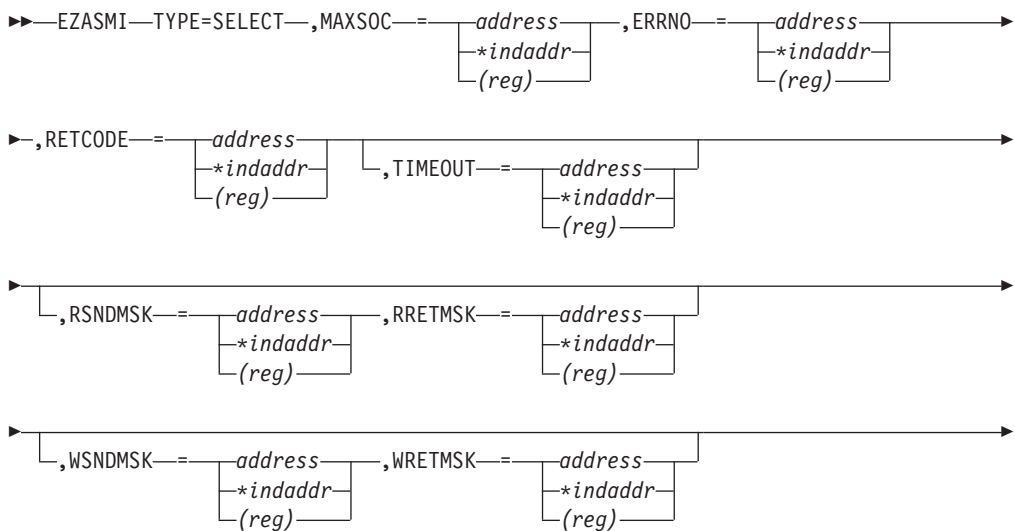 EZASMI TYPE=SELECT ,MAXSOC = address ,ERRNO = address
*indaddr *indaddr
(reg) (reg)
,RETCODE = address
*indaddr ,TIMEOUT = address
(reg) *indaddr
(reg)
,RSNDMSK = address ,RRETMSK = address
*indaddr *indaddr
(reg) (reg)
,WSNDMSK = address ,WRETMSK = address
*indaddr *indaddr
(reg) (reg)